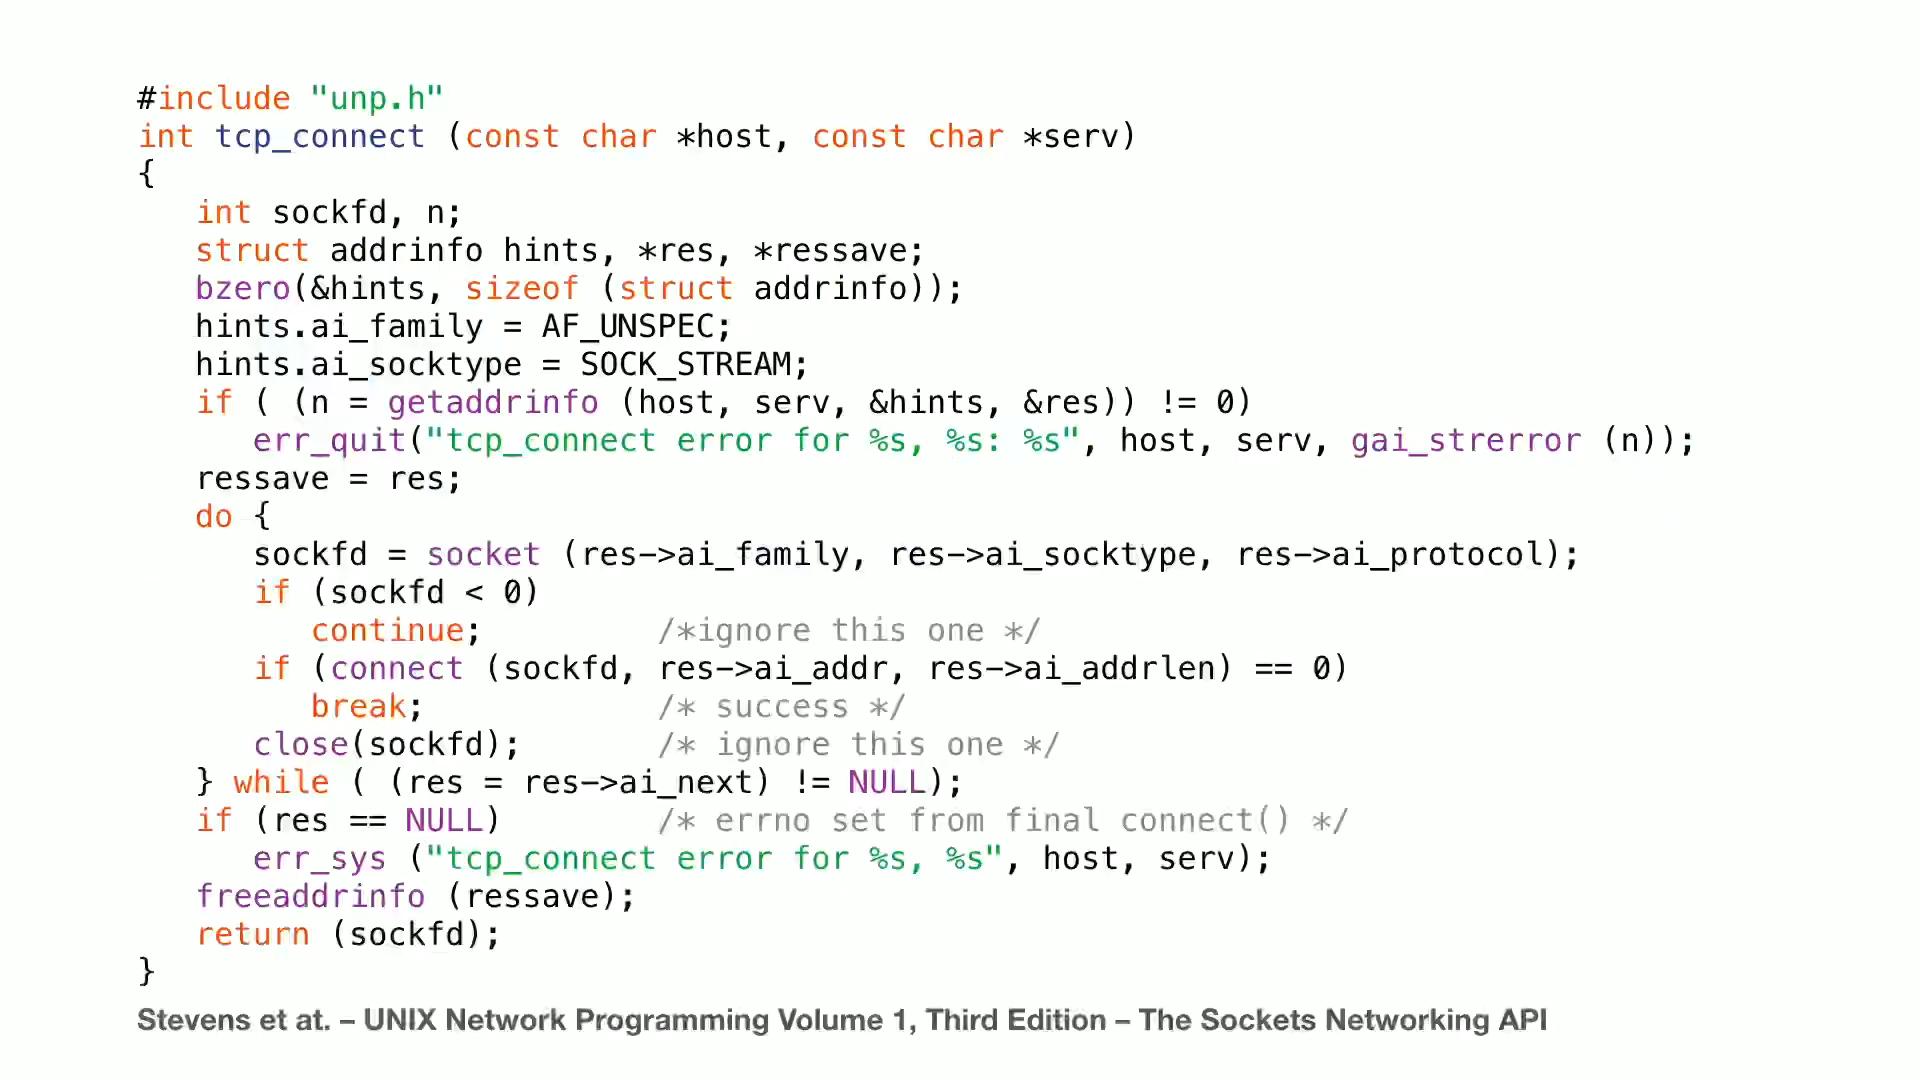 #include "unp.h"
int tcp_connect (const char *host, const char *serv)
{
   int sockfd, n;
   struct addrinfo hints, *res, *ressave;
   bzero(&hints, sizeof (struct addrinfo));
   hints.ai_family = AF_UNSPEC;
   hints.ai_socktype = SOCK_STREAM;
   if ( (n = getaddrinfo (host, serv, &hints, &res)) != 0)
      err_quit("tcp_connect error for %s, %s: %s", host, serv, gai_strerror (n));
   ressave = res;
   do {
      sockfd = socket (res->ai_family, res->ai_socktype, res->ai_protocol);
      if (sockfd < 0)
         continue;         /*ignore this one */
      if (connect (sockfd, res->ai_addr, res->ai_addrlen) == 0)
         break;            /* success */
      close(sockfd);       /* ignore this one */
   } while ( (res = res->ai_next) != NULL);
   if (res == NULL)        /* errno set from final connect() */
      err_sys ("tcp_connect error for %s, %s", host, serv);
   freeaddrinfo (ressave);
   return (sockfd);
}
Stevens et at. – UNIX Network Programming Volume 1, Third Edition – The Sockets Networking API